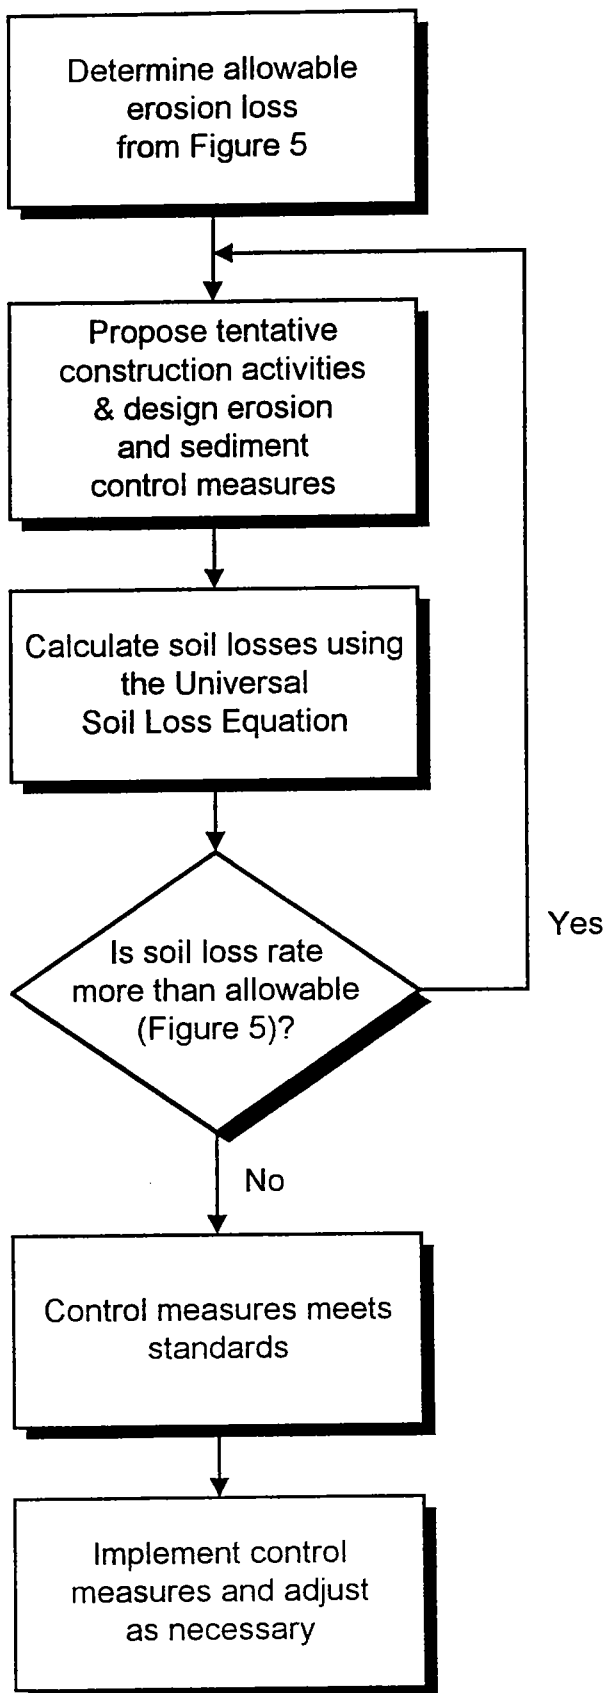 Determine allowable
erosion loss
from Figure 5
Propose tentative
construction activities
& design erosion
and sediment
control measures
Calculate soil losses using
the Universal
Soil Loss Equation
Is soil loss rate
more than allowable
(Figure 5)?
Yes
No
Control measures meets
standards
Implement control
measures and adjust
as necessary